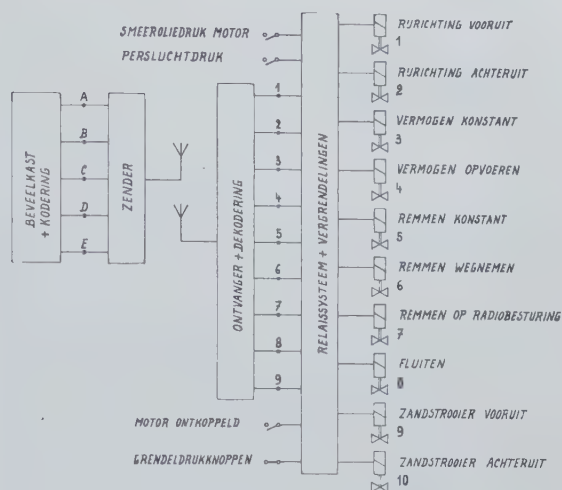 SMEEROLIEDRUK MOTOR
PERSLUCHTDRUK
BEVEELKAST
+ KODERING
A
B
C
D
E
ZENDER
ONTVANGER + DEKODERING
1
2
3
4
5
6
7
8
9
MOTOR ONTKOPPELD
GRENDELDRUKKNOPPEN
RELAISSYSTEEM + VERGRENDELINGEN
RIJRICHTING VOORUIT
1
RIJRICHTING ACHTERUIT
2
VERMOGEN KONSTANT
3
VERMOGEN OPVOEREN
4
REMMEN KONSTANT
5
REMMEN WEGNEMEN
6
REMMEN OP RADIOBESTURING
7
FLUITEN
8
ZANDSTROOIER VOORUIT
9
ZANDSTROOIER ACHTERUIT
10